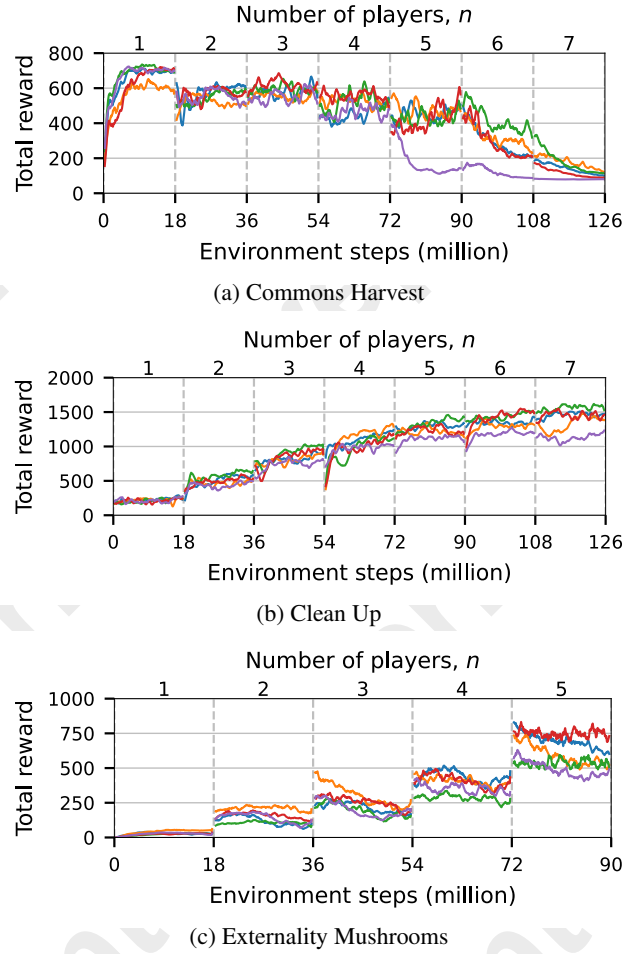 Number of players, n
1 2 3 4 5 6 7
800
600
400
200
0
Total reward
0 18 36 54 72 90 108 126
Environment steps (million)
(a) Commons Harvest
Number of players, n
1 2 3 4 5 6 7
2000
1500
1000
500
0
Total reward
0 18 36 54 72 90 108 126
Environment steps (million)
(b) Clean Up
Number of players, n
1 2 3 4 5
1000
750
500
250
0
Total reward
0 18 36 54 72 90
Environment steps (million)
(c) Externality Mushrooms